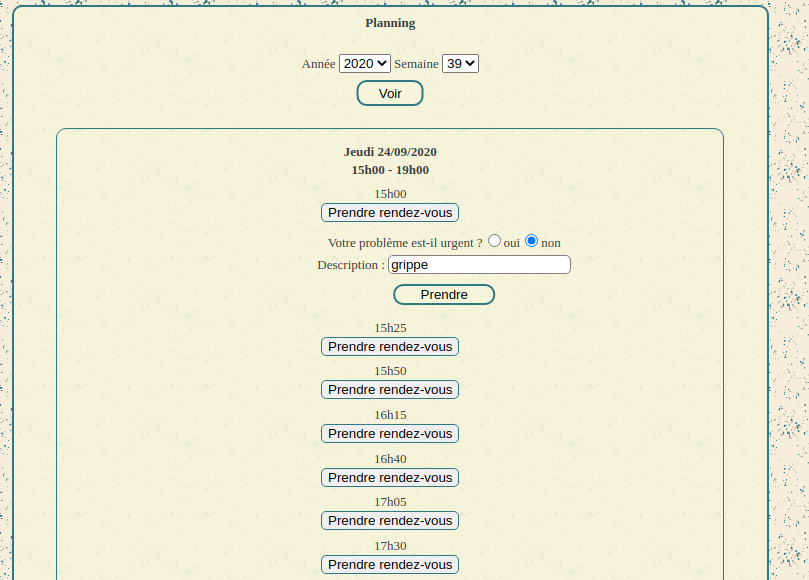 Planning
Année 2020 Semaine 39
Voir
Jeudi 24/09/2020
15h00 - 19h00
15h00
Prendre rendez-vous
Votre problème est-il urgent ? oui non
Description : grippe
Prendre
15h25
Prendre rendez-vous
15h50
Prendre rendez-vous
16h15
Prendre rendez-vous
16h40
Prendre rendez-vous
17h05
Prendre rendez-vous
17h30
Prendre rendez-vous